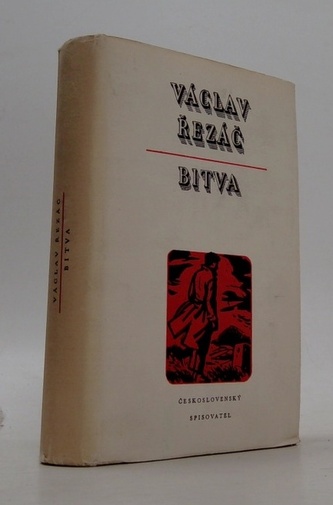 VÁCLAV
ŘEZÁČ
BITVA
ČESKOSLOVENSKÝ
SPISOVATEL
VÁCLAV ŘEZÁČ
BITVA